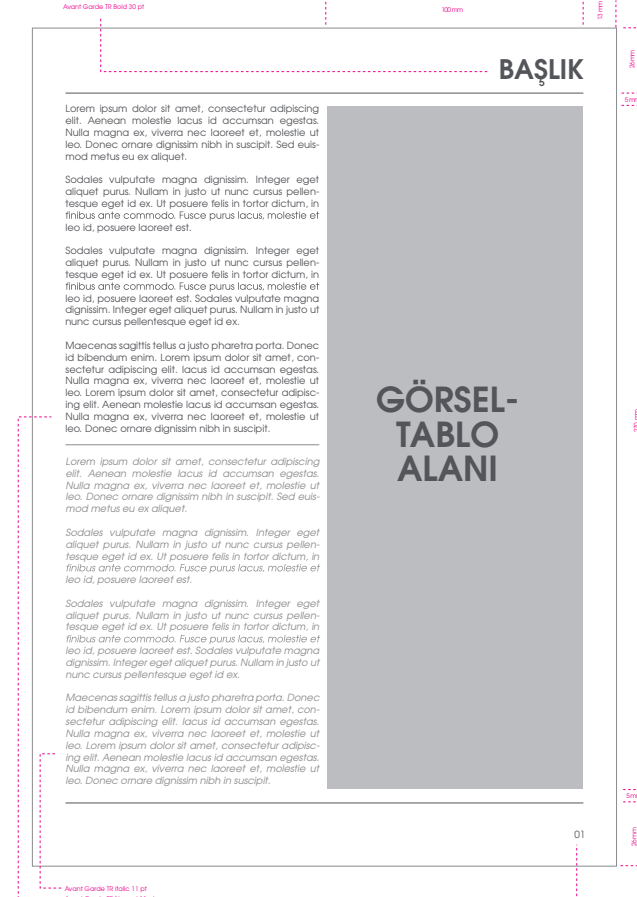 Avant Garde TR Bold 30 pt
100mm
13 mm
BAŞLIK
26mm
5mm
Lorem ipsum dolor sit amet, consectetur adipiscing
elit. Aenean molestie lacus id accumsan egestas.
Nulla magna ex, viverra nec laoreet et, molestie ut
leo. Donec ornare dignissim nibh in suscipit. Sed euis-
mod metus eu ex aliquet.
Sodales vulputate magna dignissim. Integer eget
aliquet purus. Nullam in justo ut nunc cursus pellen-
tesque eget id ex. Ut posuere felis in tortor dictum, in
finibus ante commodo. Fusce purus lacus, molestie et
leo id, posuere laoreet est.
Sodales vulputate magna dignissim. Integer eget
aliquet purus. Nullam in justo ut nunc cursus pellen-
tesque eget id ex. Ut posuere felis in tortor dictum, in
finibus ante commodo. Fusce purus lacus, molestie et
leo id, posuere laoreet est. Sodales vulputate magna
dignissim. Integer eget aliquet purus. Nullam in justo ut
nunc cursus pellentesque eget id ex.
Maecenas sagittis tellus a justo pharetra porta. Donec
id bibendum enim. Lorem ipsum dolor sit amet, con-
sectetur adipiscing elit. lacus id accumsan egestas.
Nulla magna ex, viverra nec laoreet et, molestie ut
leo. Lorem ipsum dolor sit amet, consectetur adipisc-
ing elit. Aenean molestie lacus id accumsan egestas.
Nulla magna ex, viverra nec laoreet et, molestie ut
leo. Donec ornare dignissim nibh in suscipit.
Lorem ipsum dolor sit amet, consectetur adipiscing
elit. Aenean molestie lacus id accumsan egestas.
Nulla magna ex, viverra nec laoreet et, molestie ut
leo. Donec ornare dignissim nibh in suscipit. Sed euis-
mod metus eu ex aliquet.
Sodales vulputate magna dignissim. Integer eget
aliquet purus. Nullam in justo ut nunc cursus pellen-
tesque eget id ex. Ut posuere felis in tortor dictum, in
finibus ante commodo. Fusce purus lacus, molestie et
leo id, posuere laoreet est.
Sodales vulputate magna dignissim. Integer eget
aliquet purus. Nullam in justo ut nunc cursus pellen-
tesque eget id ex. Ut posuere felis in tortor dictum, in
finibus ante commodo. Fusce purus lacus, molestie et
leo id, posuere laoreet est. Sodales vulputate magna
dignissim. Integer eget aliquet purus. Nullam in justo ut
nunc cursus pellentesque eget id ex.
Maecenas sagittis tellus a justo pharetra porta. Donec
id bibendum enim. Lorem ipsum dolor sit amet, con-
sectetur adipiscing elit. lacus id accumsan egestas.
Nulla magna ex, viverra nec laoreet et, molestie ut
leo. Lorem ipsum dolor sit amet, consectetur adipisc-
ing elit. Aenean molestie lacus id accumsan egestas.
Nulla magna ex, viverra nec laoreet et, molestie ut
leo. Donec ornare dignissim nibh in suscipit.
GÖRSEL-
TABLO
ALANI
5mm
01
26mm
Avant Garde TR Italic 11 pt